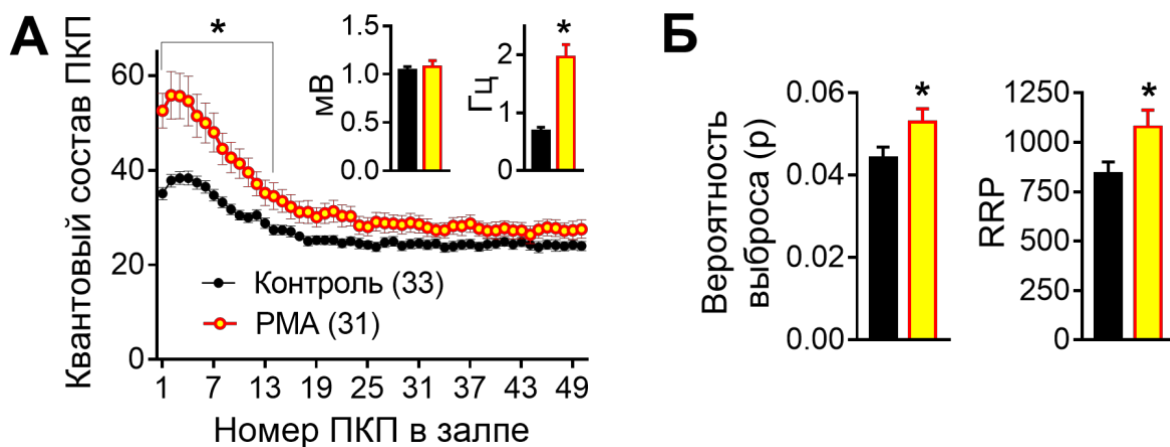 А
Квантовый состав ПКП
60
40
20
0
*
мВ
1.5
1.0
0.5
0.0
Гц
2
1
0
*
Контроль (33)
PMA (31)
1 7 13 19 25 31 37 43 49
Номер ПКП в залпе
Б
Вероятность
выброса (p)
0.06
0.04
0.02
0.00
*
RRP
1250
1000
750
500
250
0
*